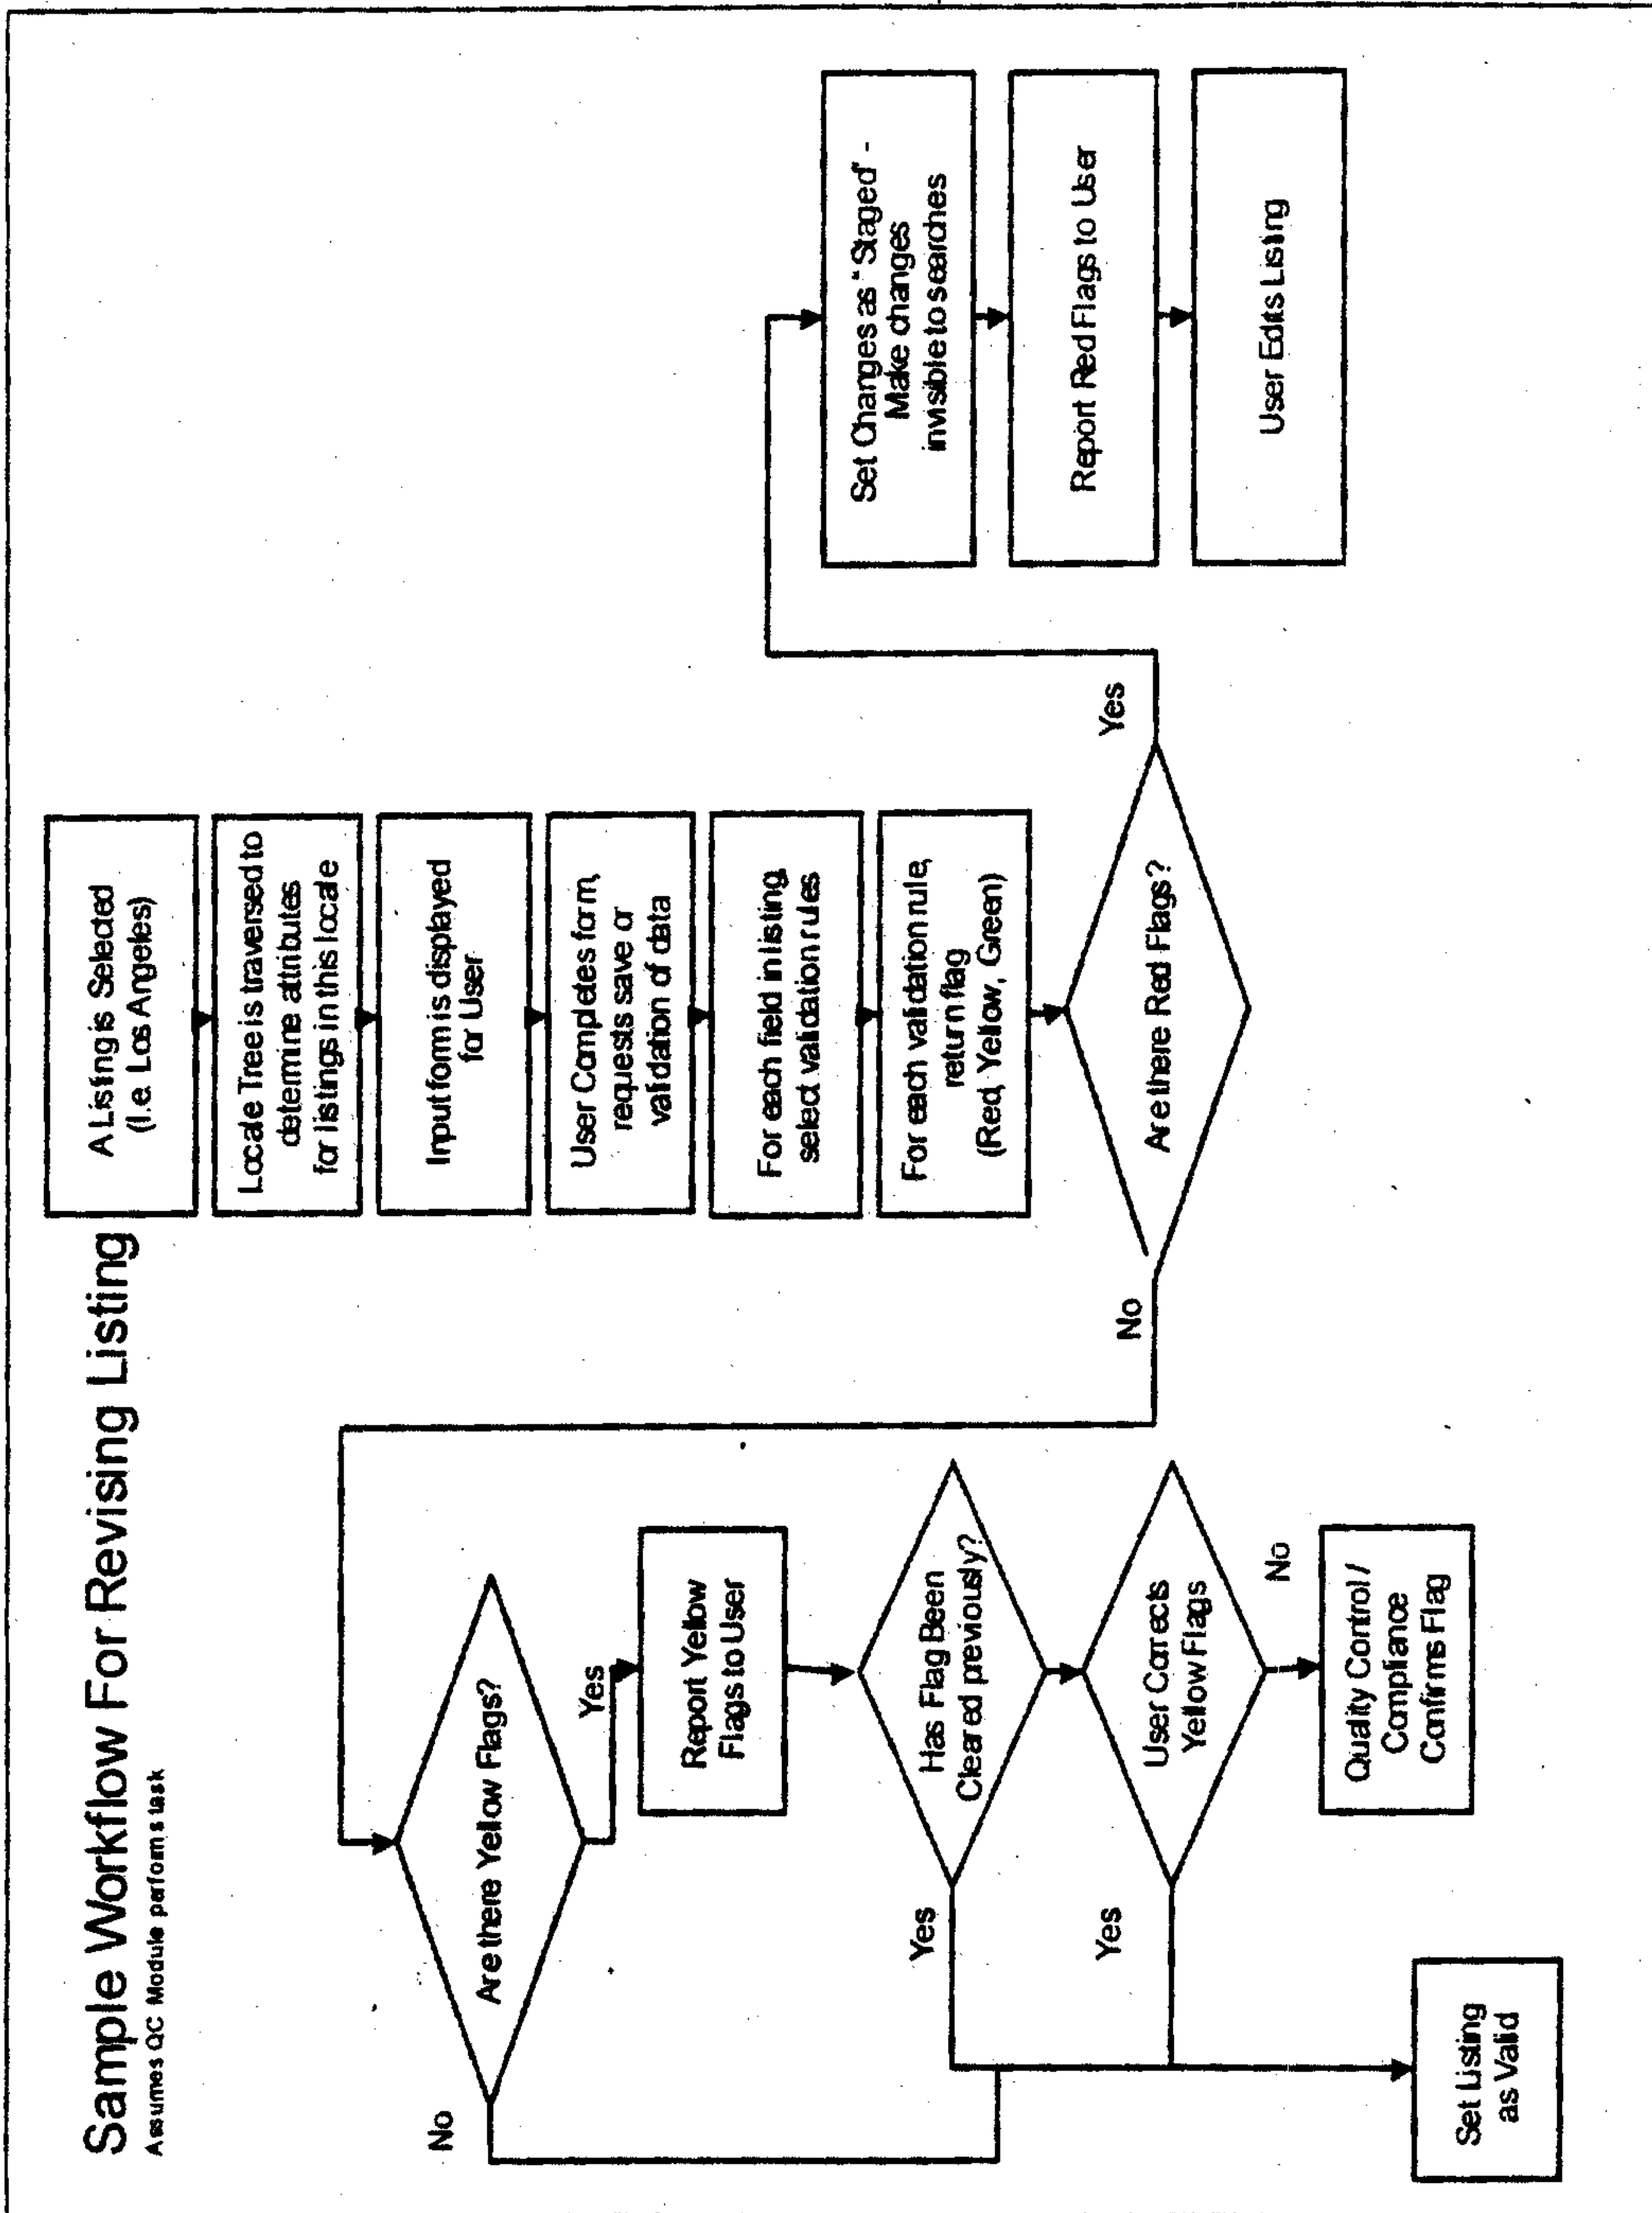 Sample Workflow For Revising Listing
Assumes QC Module performs task
A Listing is Selected
(I.e. Los Angeles)
Locale Tree is traversed to
determine attributes
for listings in this locale
Input form is displayed
for User
User Completes form,
requests save or
validation of data
For each field in listing,
select validation rules
For each validation rule,
return flag
(Red, Yellow, Green)
Are there Red Flags?
No
Yes
Set Changes as "Staged" -
Make changes
invisible to searches
Report Red Flags to User
User Edits Listing
Are there Yellow Flags?
No
Yes
Report Yellow
Flags to User
Has Flag Been
Cleared previously?
Yes
User Corrects
Yellow Flags
Yes
No
Quality Control /
Compliance
Confirms Flag
Set Listing
as Valid